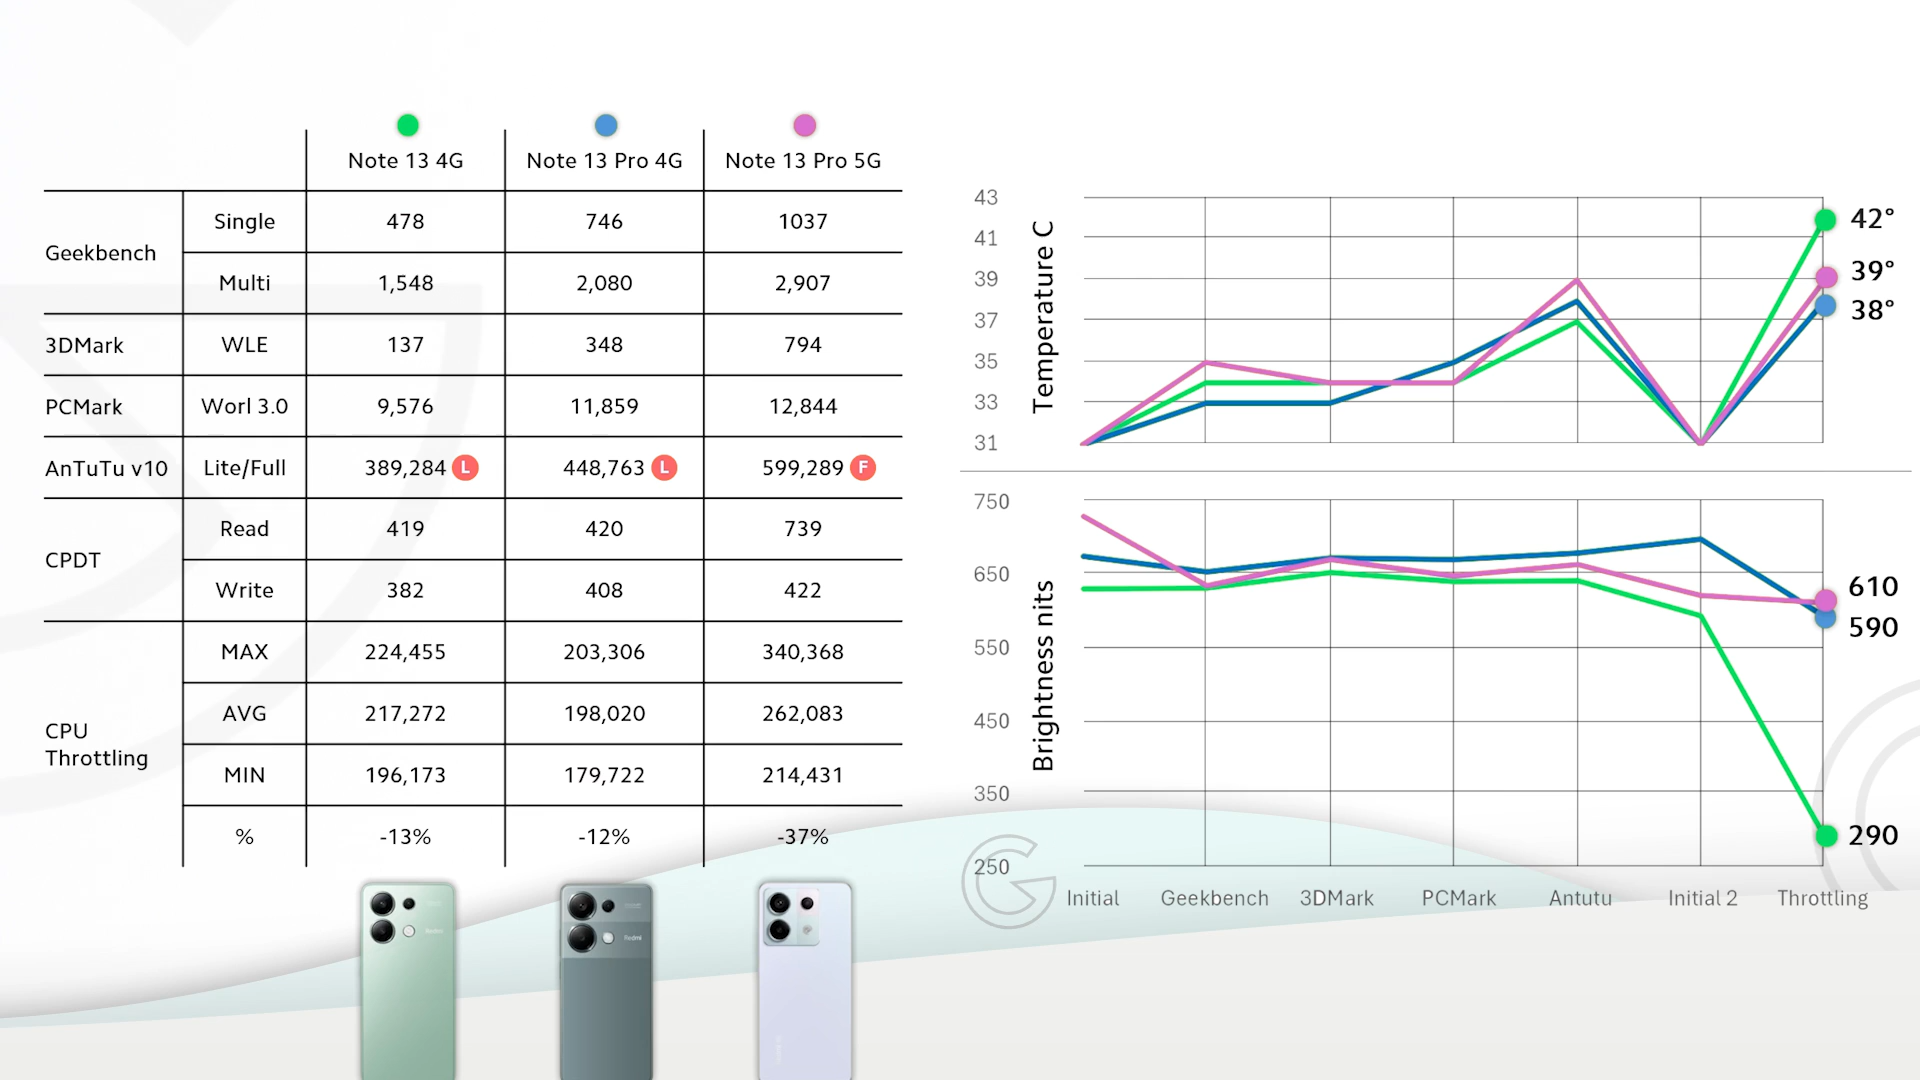 Note 13 4G
Note 13 Pro 4G
Note 13 Pro 5G
Geekbench
Single
478
746
1037
Multi
1,548
2,080
2,907
3DMark
WLE
137
348
794
PCMark
Worl 3.0
9,576
11,859
12,844
AnTuTu v10
Lite/Full
389,284 L
448,763 L
599,289 F
CPDT
Read
419
420
739
Write
382
408
422
CPU
Throttling
MAX
224,455
203,306
340,368
AVG
217,272
198,020
262,083
MIN
196,173
179,722
214,431
%
-13%
-12%
-37%
Redmi
Temperature C
43
41
39
37
35
33
31
42°
39°
38°
Brightness nits
750
650
550
450
350
250
610
590
290
Initial
Geekbench
3DMark
PCMark
Antutu
Initial 2
Throttling